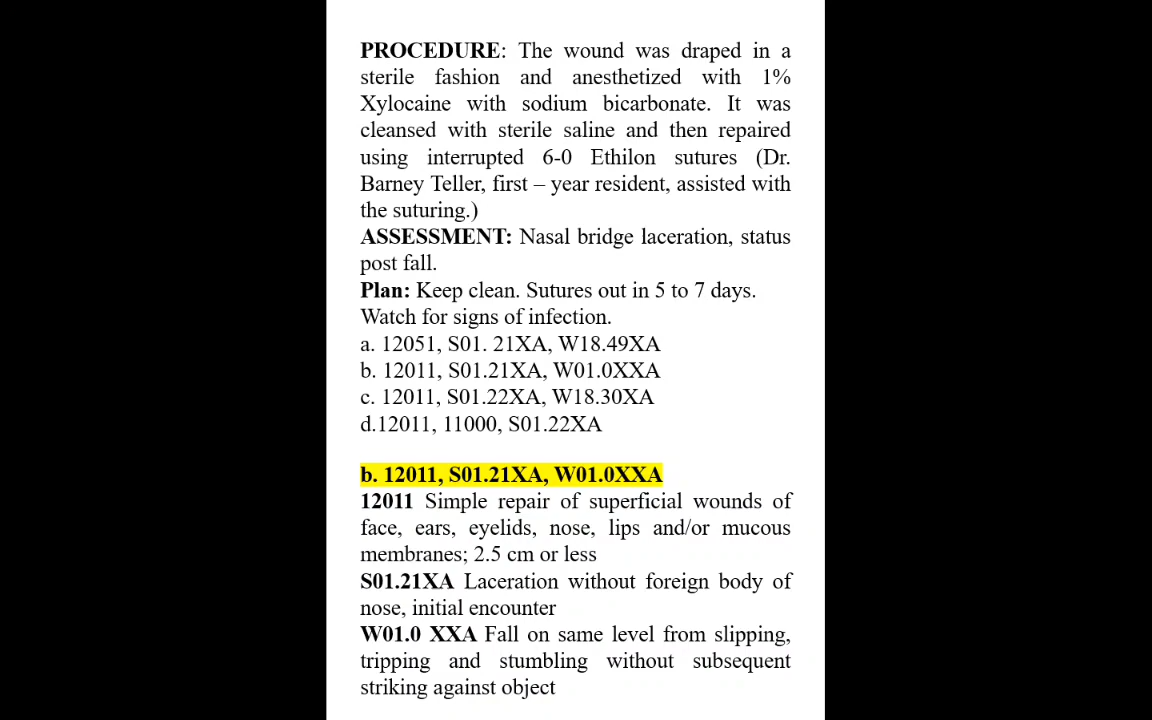 PROCEDURE: The wound was draped in a
sterile fashion and anesthetized with 1%
Xylocaine with sodium bicarbonate. It was
cleansed with sterile saline and then repaired
using interrupted 6-0 Ethilon sutures (Dr.
Barney Teller, first – year resident, assisted with
the suturing.)
ASSESSMENT: Nasal bridge laceration, status
post fall.
Plan: Keep clean. Sutures out in 5 to 7 days.
Watch for signs of infection.
a. 12051, S01. 21XA, W18.49XA
b. 12011, S01.21XA, W01.0XXA
c. 12011, S01.22XA, W18.30XA
d.12011, 11000, S01.22XA
b. 12011, S01.21XA, W01.0XXA
12011 Simple repair of superficial wounds of
face, ears, eyelids, nose, lips and/or mucous
membranes; 2.5 cm or less
S01.21XA Laceration without foreign body of
nose, initial encounter
W01.0 XXA Fall on same level from slipping,
tripping and stumbling without subsequent
striking against object